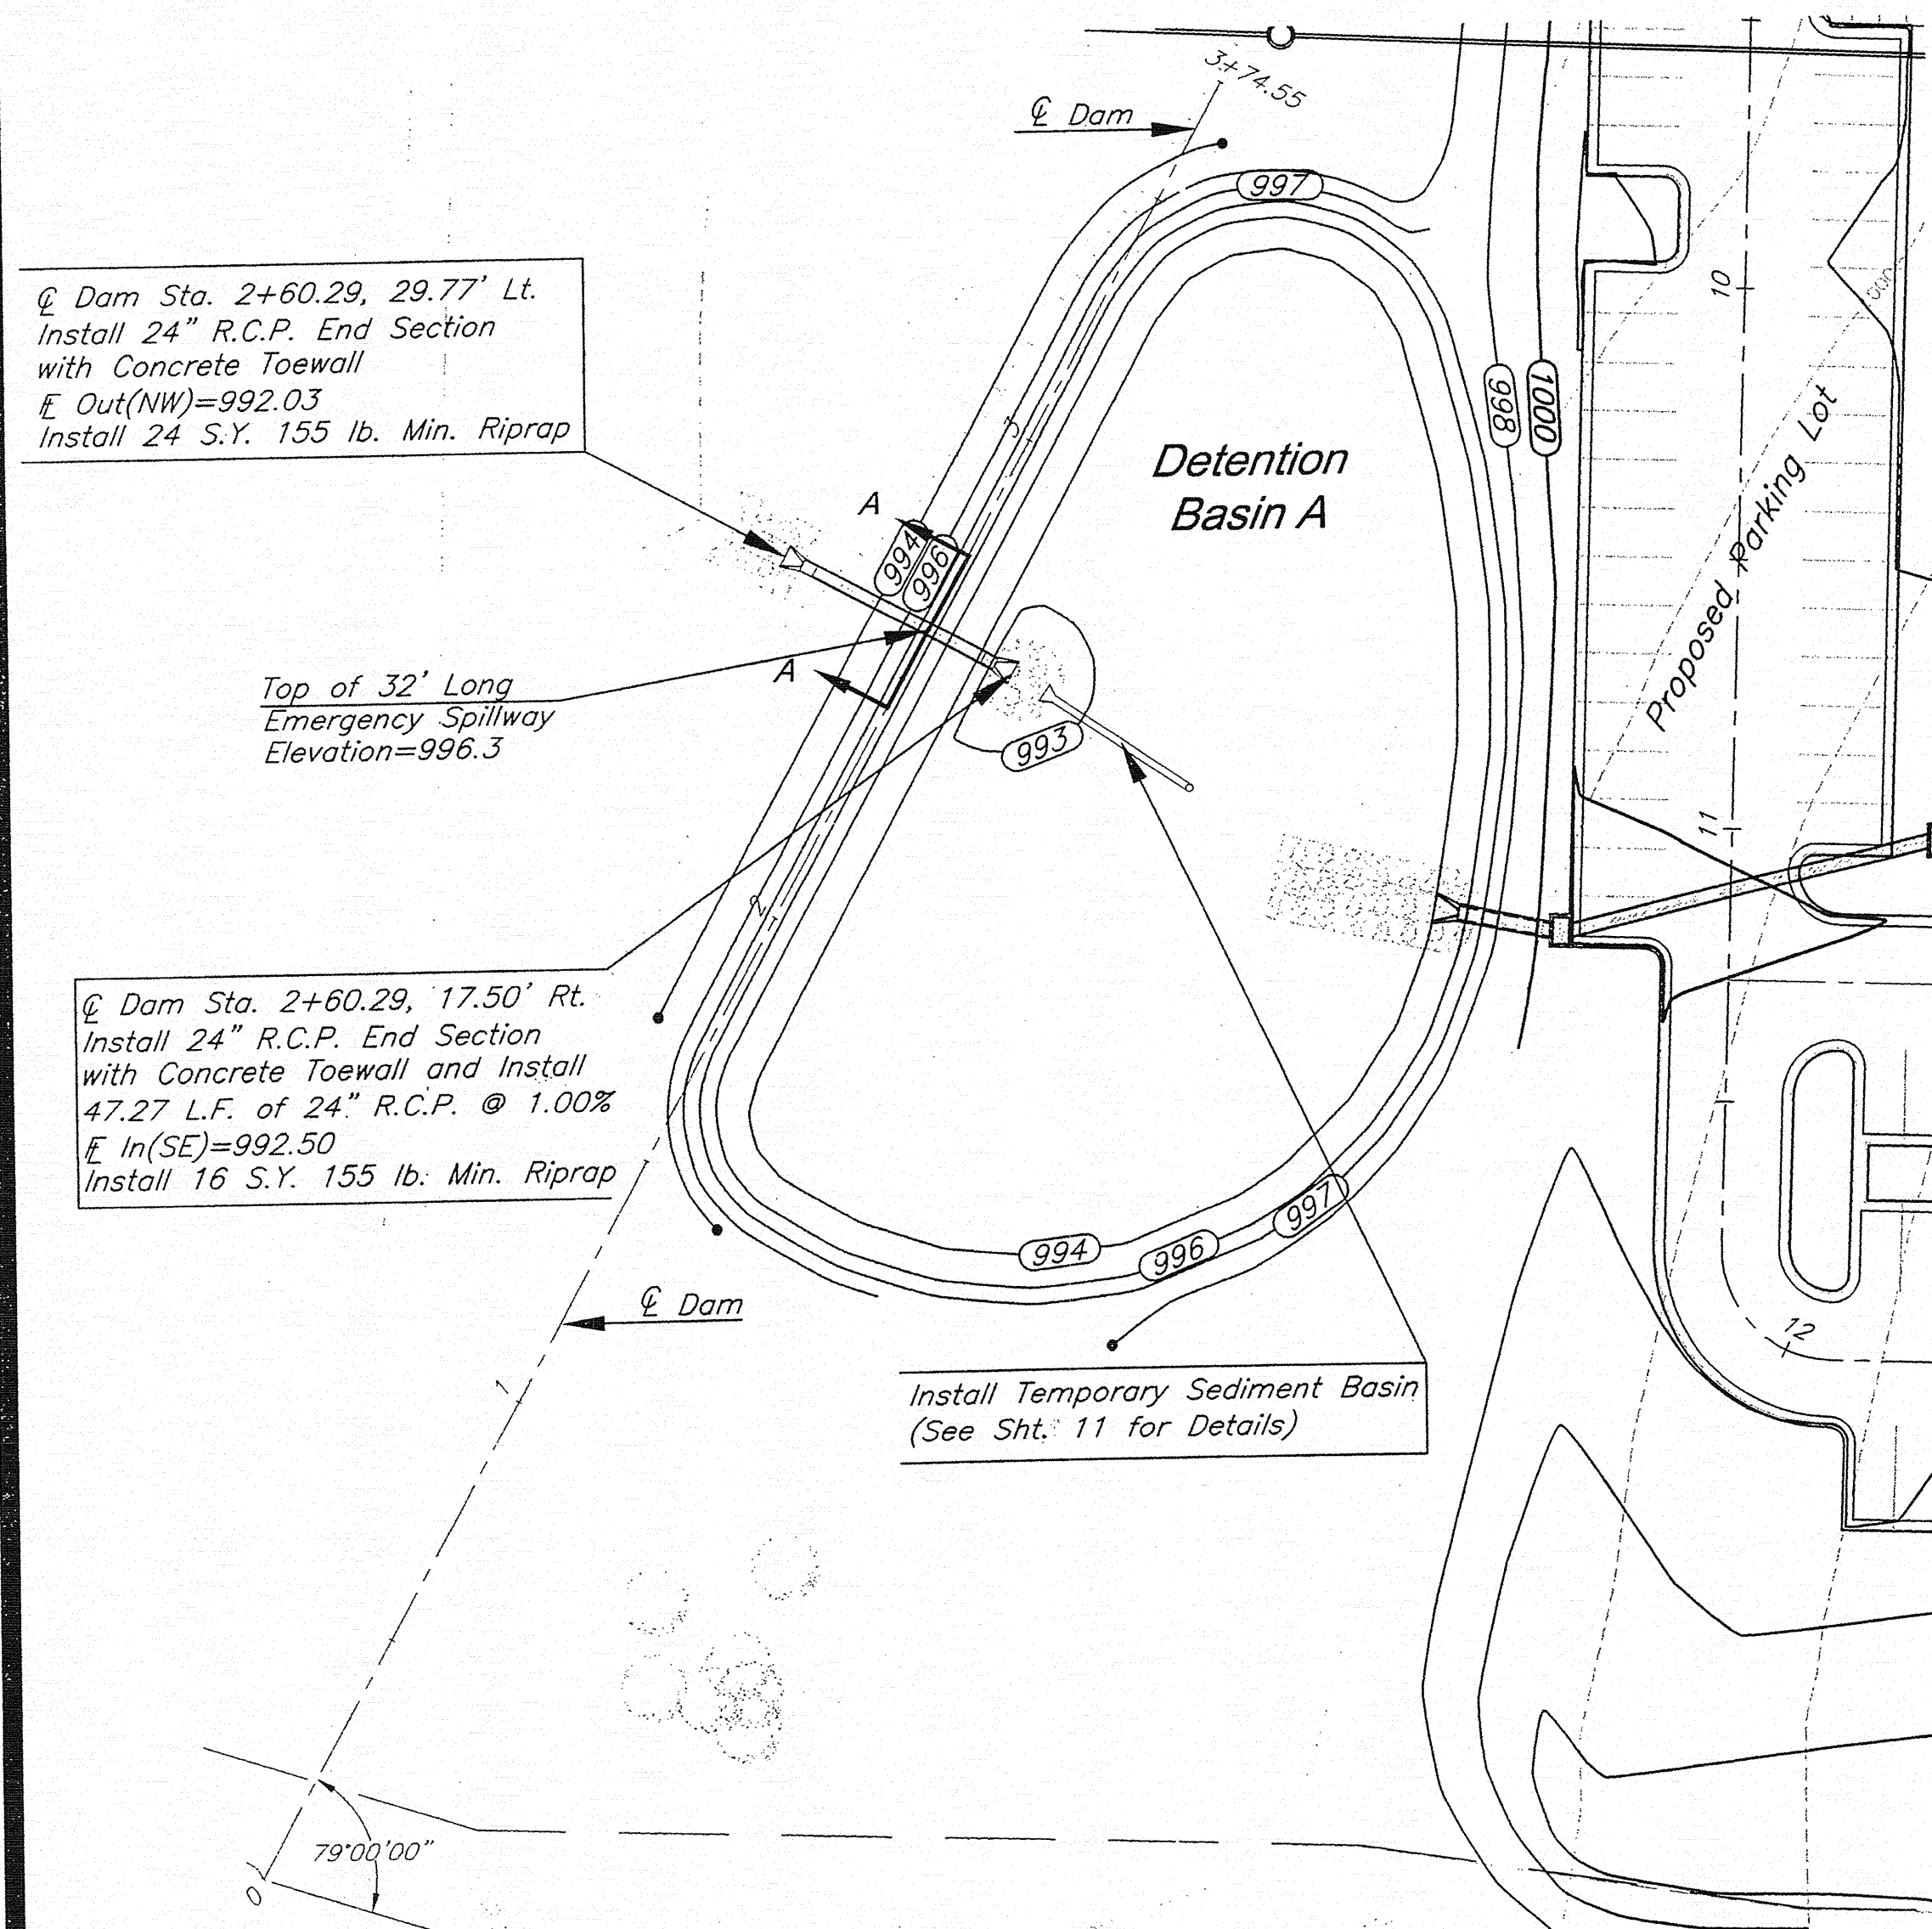 3+74.55
℄ Dam
997
℄ Dam Sta. 2+60.29, 29.77' Lt.
Install 24" R.C.P. End Section
with Concrete Toewall
FL Out(NW)=992.03
Install 24 S.Y. 155 lb. Min. Riprap
10
998
1000
3
Detention
Basin A
Proposed Parking Lot
A
994
996
A
Top of 32' Long
Emergency Spillway
Elevation=996.3
993
11
2
℄ Dam Sta. 2+60.29, 17.50' Rt.
Install 24" R.C.P. End Section
with Concrete Toewall and Install
47.27 L.F. of 24" R.C.P. @ 1.00%
FL In(SE)=992.50
Install 16 S.Y. 155 lb. Min. Riprap
994
996
997
℄ Dam
12
1
Install Temporary Sediment Basin
(See Sht. 11 for Details)
79°00'00"
0